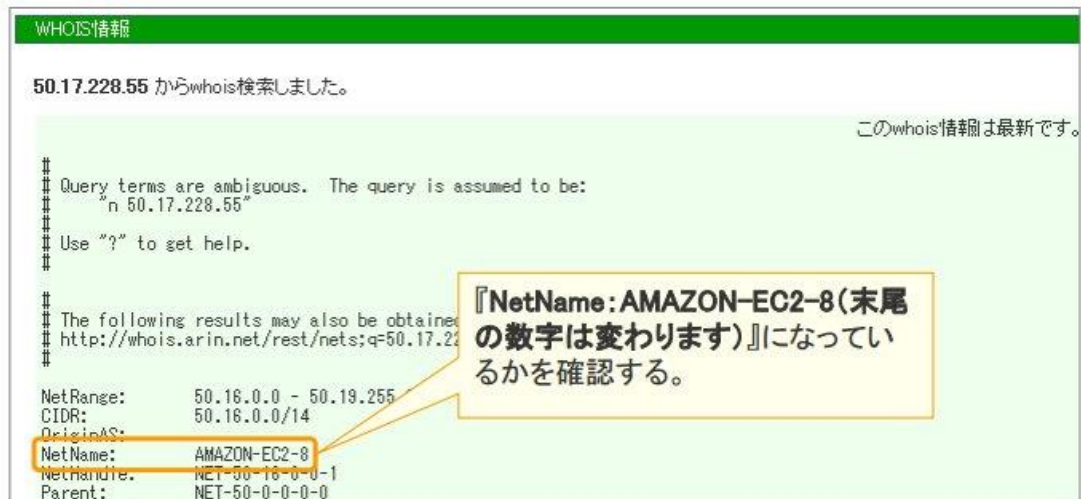 WHOIS情報
50.17.228.55 からwhois検索しました。
このwhois情報は最新です。
#
# Query terms are ambiguous.  The query is assumed to be:
#     "n 50.17.228.55"
#
# Use "?" to get help.
#
#
# The following results may also be obtained
# http://whois.arin.net/rest/nets;q=50.17.22
#
『NetName:AMAZON-EC2-8(末尾
の数字は変わります)』になってい
るかを確認する。
NetRange:       50.16.0.0 - 50.19.255
CIDR:           50.16.0.0/14
OriginAS:
NetName:        AMAZON-EC2-8
NetHandle:      NET-50-16-0-0-1
Parent:         NET-50-0-0-0-0